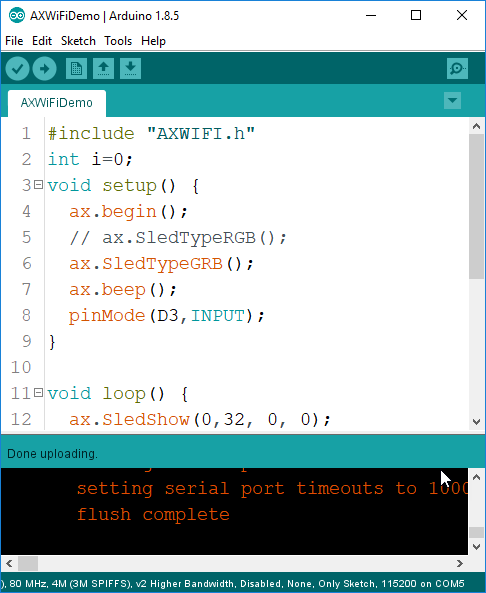 AXWiFiDemo | Arduino 1.8.5
File Edit Sketch Tools Help
AXWiFiDemo
1 #include "AXWIFI.h"
2 int i=0;
3 void setup() {
4 ax.begin();
5 // ax.SledTypeRGB();
6 ax.SledTypeGRB();
7 ax.beep();
8 pinMode(D3,INPUT);
9 }
10
11 void loop() {
12 ax.SledShow(0,32, 0, 0);
Done uploading.
setting serial port timeouts to 1000
flush complete
), 80 MHz, 4M (3M SPIFFS), v2 Higher Bandwidth, Disabled, None, Only Sketch, 115200 on COM5